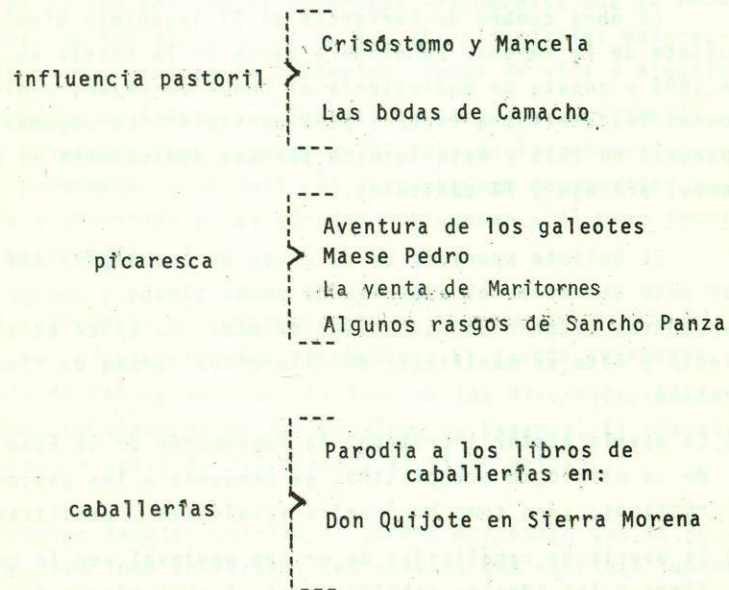 Crisóstomo y Marcela
influencia pastoril
Las bodas de Camacho
Aventura de los galeotes
Maese Pedro
picaresca
La venta de Maritornes
Algunos rasgos de Sancho Panza
Parodia a los libros de
caballerías en:
caballerías
Don Quijote en Sierra Morena